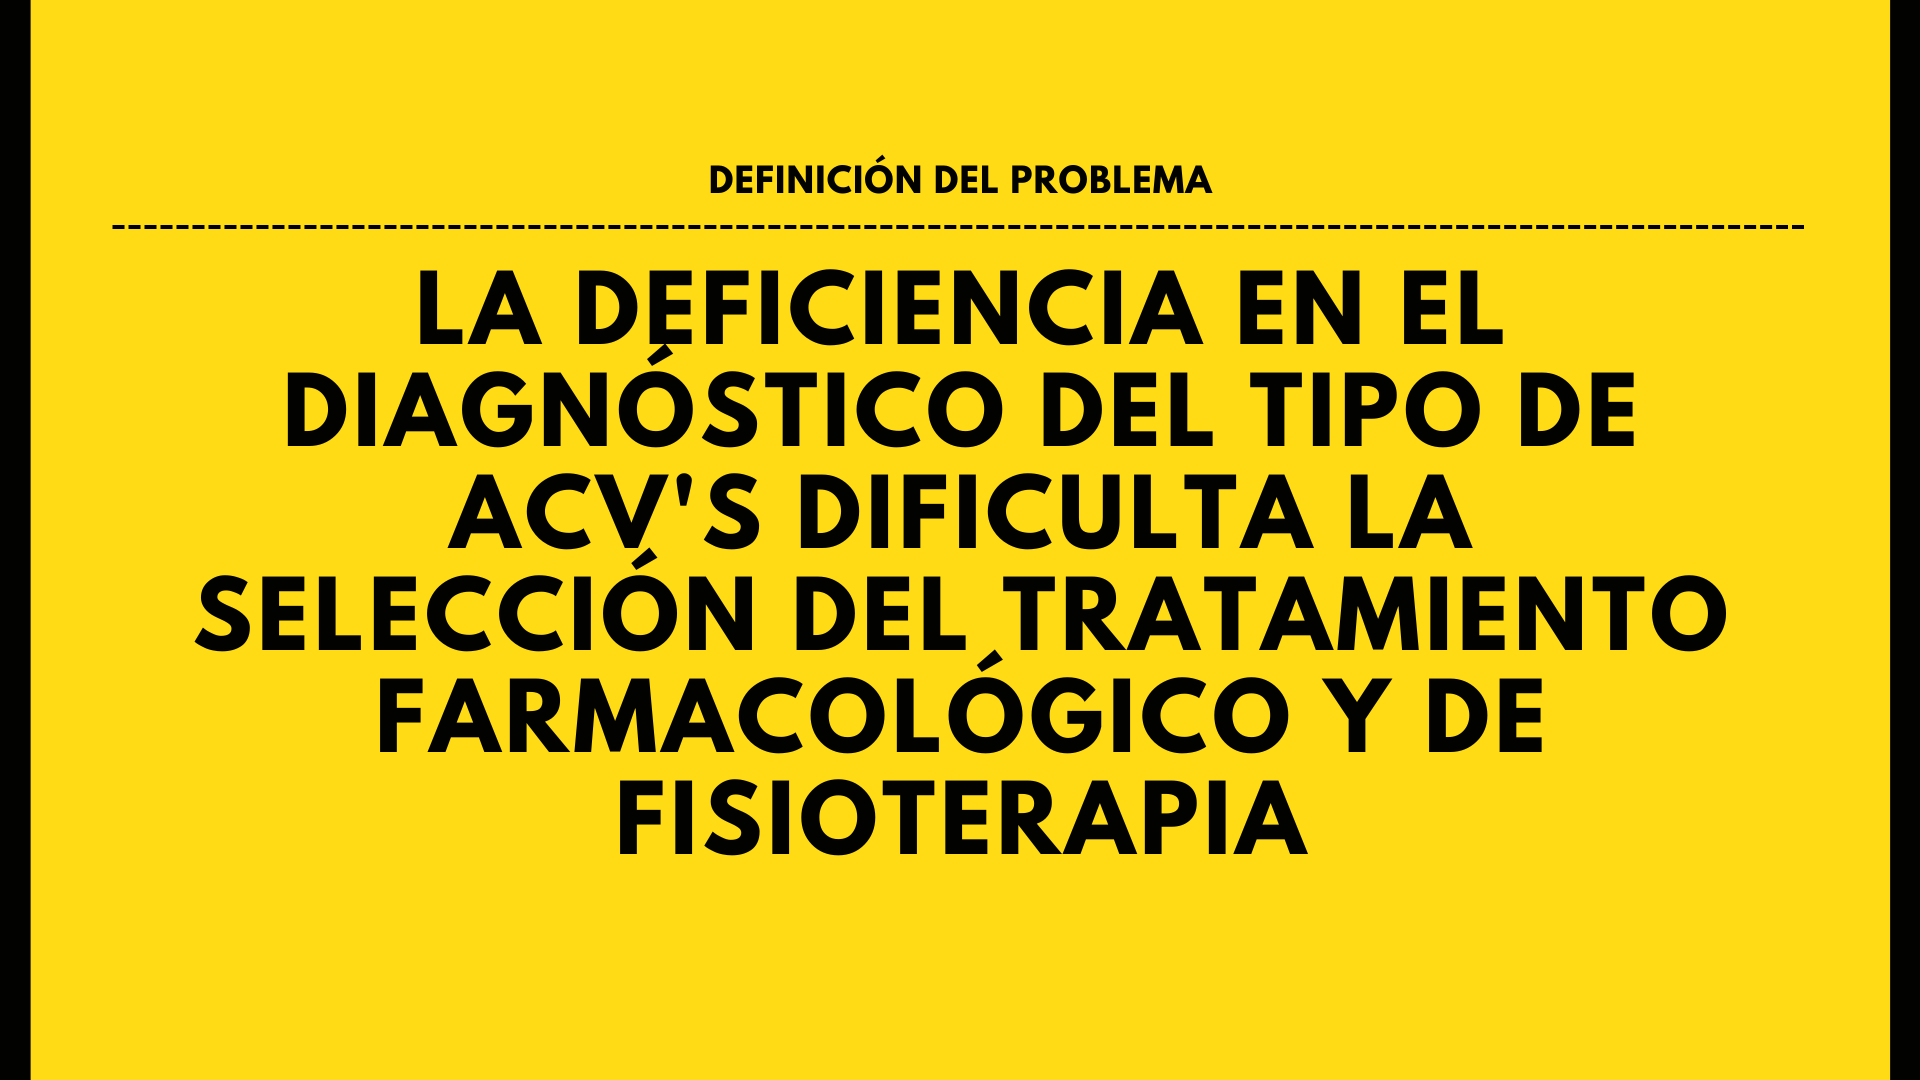 DEFINICIÓN DEL PROBLEMA
LA DEFICIENCIA EN EL
DIAGNÓSTICO DEL TIPO DE
ACV'S DIFICULTA LA
SELECCIÓN DEL TRATAMIENTO
FARMACOLÓGICO Y DE
FISIOTERAPIA